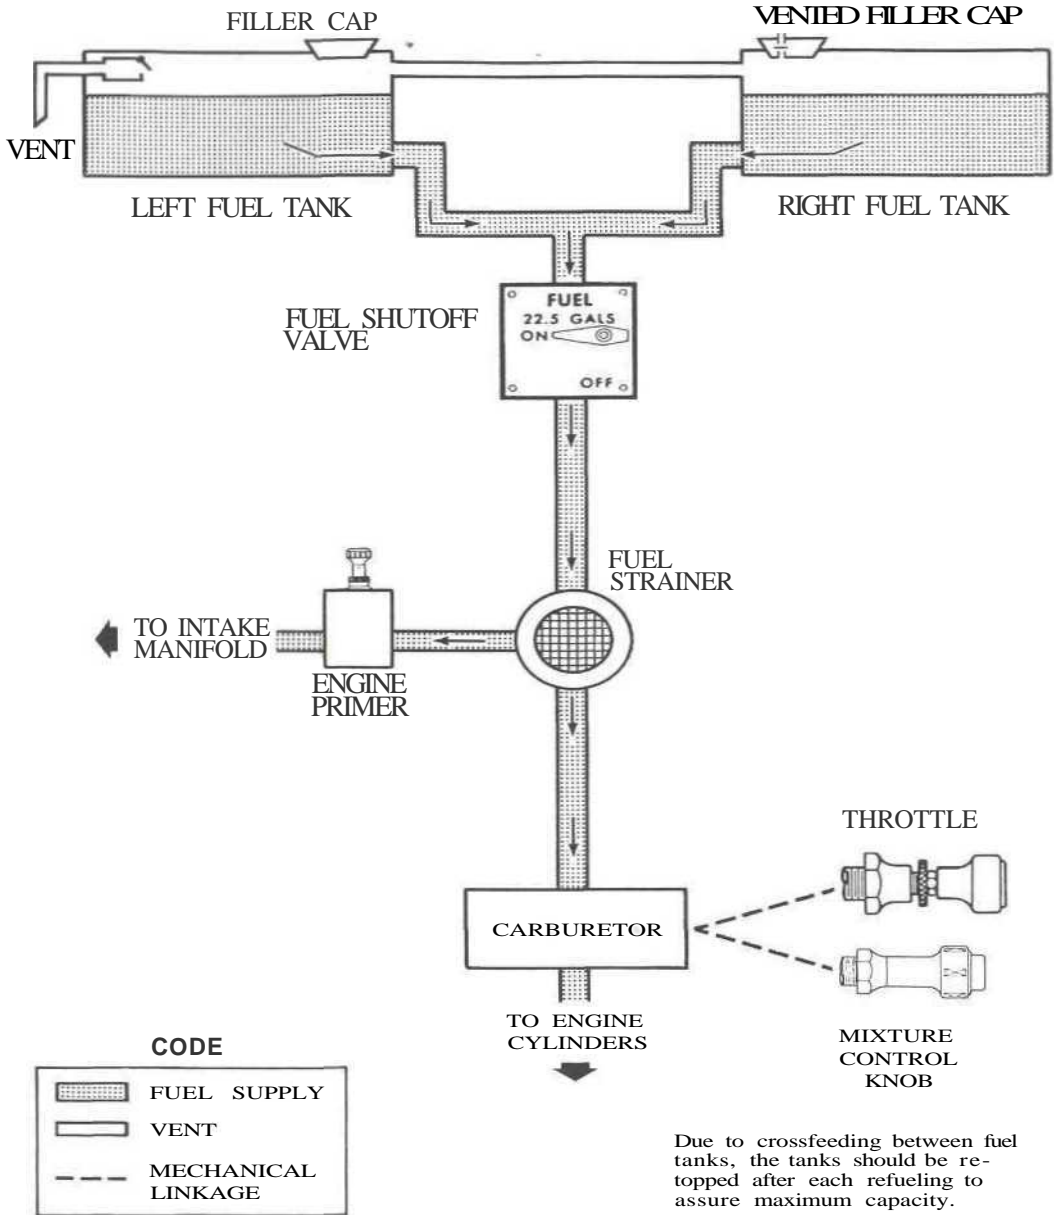 FILLER CAP
VENTED FILLER CAP
VENT
LEFT FUEL TANK
RIGHT FUEL TANK
FUEL SHUTOFF
VALVE
FUEL
22.5 GALS
ON
OFF
FUEL
STRAINER
TO INTAKE
MANIFOLD
ENGINE
PRIMER
THROTTLE
CARBURETOR
TO ENGINE
CYLINDERS
MIXTURE
CONTROL
KNOB
CODE
FUEL SUPPLY
VENT
MECHANICAL
LINKAGE
Due to crossfeeding between fuel
tanks, the tanks should be re-
topped after each refueling to
assure maximum capacity.